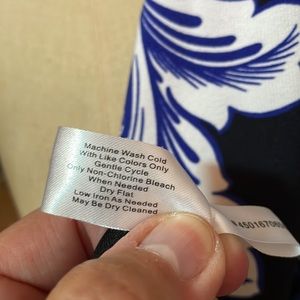 Machine Wash Cold
With Like Colors Only
Gentle Cycle
Only Non-Chlorine Bleach
When Needed
Dry Flat
Low Iron As Needed
May Be Dry Cleaned